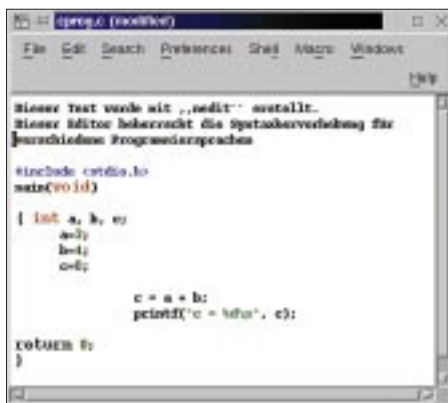 cprog.c (modified)
File Edit Search Preferences Shell Macro Windows
Help
Dieser Text wurde mit ,,nedit`` erstellt.
Dieser Editor beherrscht die Syntaxhervorhebung für
verschiedene Programmiersprachen
#include <stdio.h>
main(void)
{ int a, b, c;
a=3;
b=4;
c=0;
c = a + b;
printf("c = %d\n", c);
return 0;
}